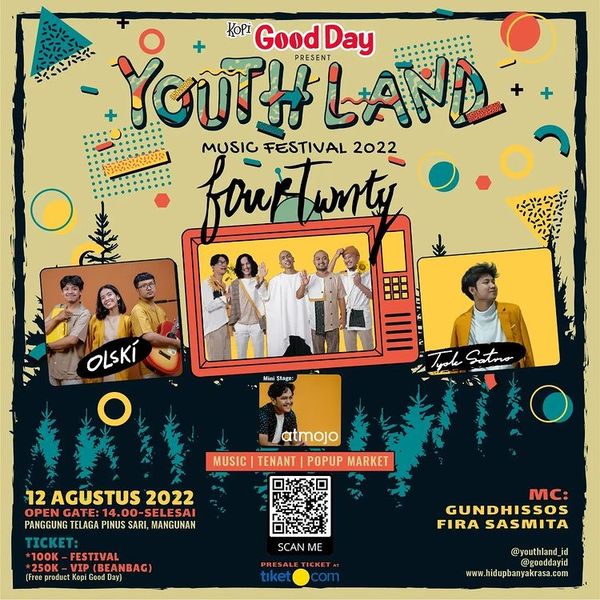 Kopi Good Day
PRESENT
YOUTH LAND
MUSIC FESTIVAL 2022
fourtwnty
OLSKI
Tyok Satrio
Mini Stage:
atmojo
MUSIC | TENANT | POPUP MARKET
12 AGUSTUS 2022
OPEN GATE: 14.00-SELESAI
PANGGUNG TELAGA PINUS SARI, MANGUNAN
TICKET:
*100K – FESTIVAL
*250K – VIP (BEANBAG)
(Free product Kopi Good Day)
SCAN ME
PRESALE TICKET AT
tiket.com
MC:
GUNDHISSOS
FIRA SASMITA
@youthland_id
@gooddayid
www.hidupbanyakrasa.com